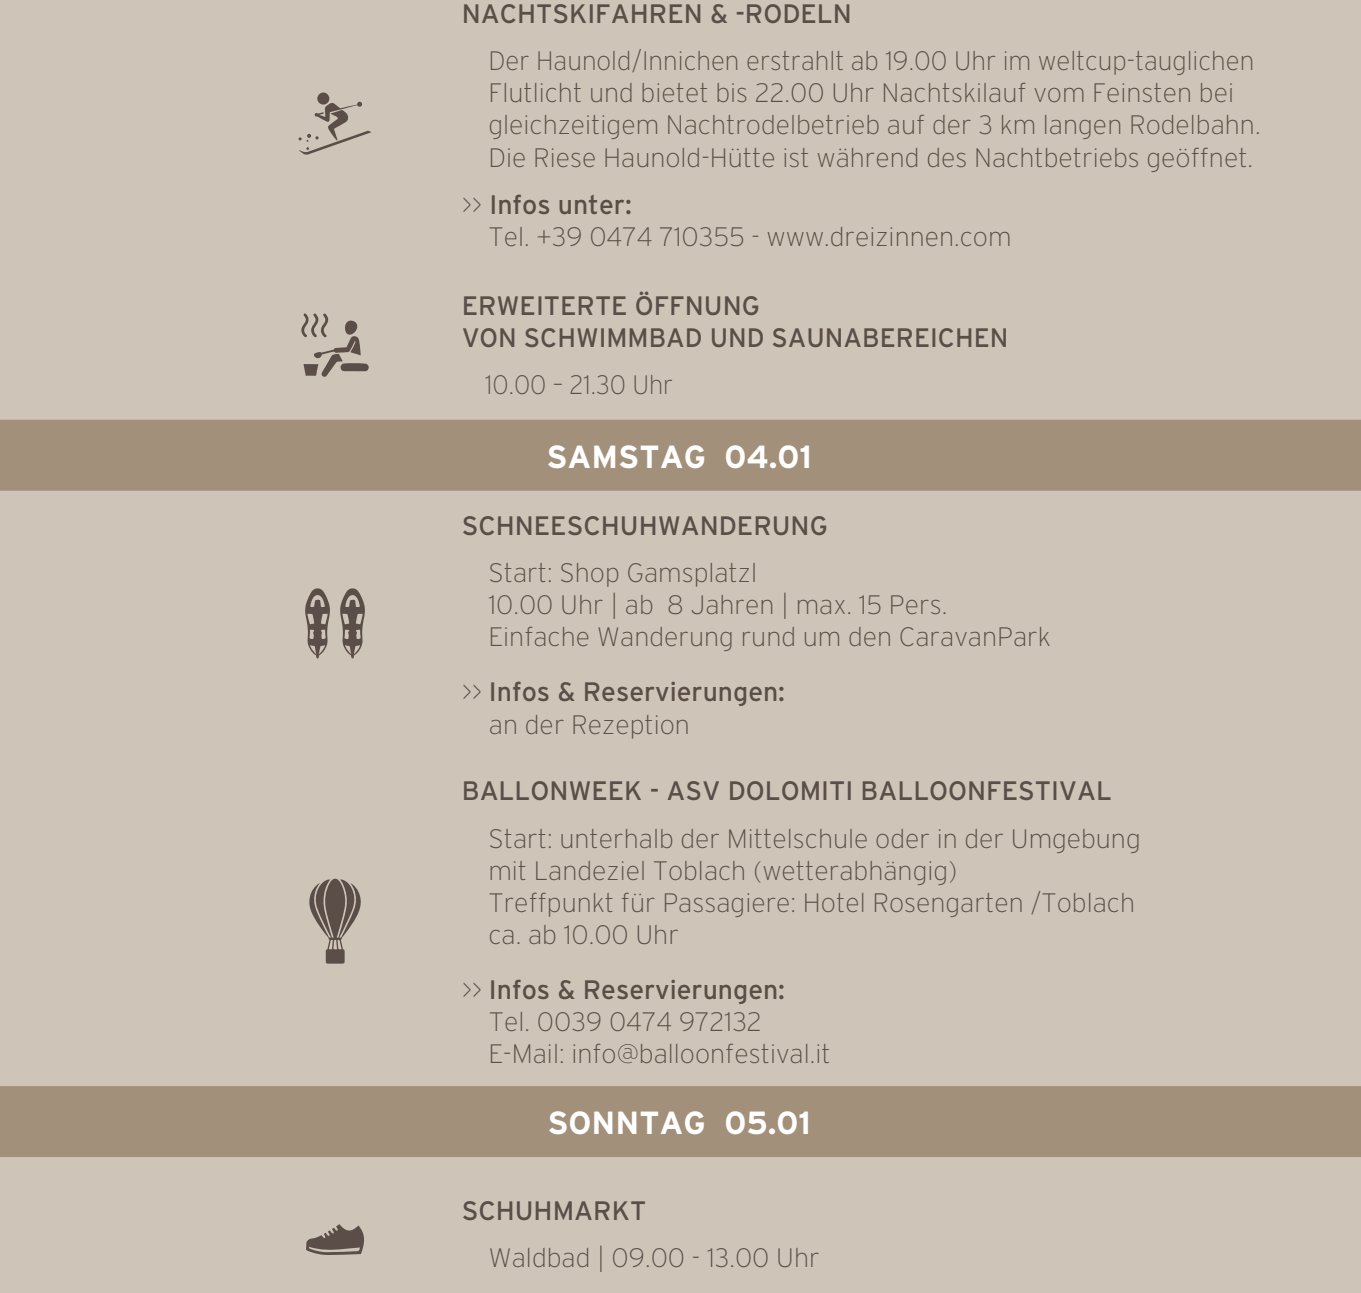 NACHTSKIFAHREN & -RODELN
Der Haunold/Innichen erstrahlt ab 19.00 Uhr im weltcup-tauglichen
Flutlicht und bietet bis 22.00 Uhr Nachtskilauf vom Feinsten bei
gleichzeitigem Nachtrodelbetrieb auf der 3 km langen Rodelbahn.
Die Riese Haunold-Hütte ist während des Nachtbetriebs geöffnet.
>> Infos unter:
Tel. +39 0474 710355 - www.dreizinnen.com
ERWEITERTE ÖFFNUNG
VON SCHWIMMBAD UND SAUNABEREICHEN
10.00 – 21.30 Uhr
SAMSTAG 04.01
SCHNEESCHUHWANDERUNG
Start: Shop Gamsplatzl
10.00 Uhr | ab 8 Jahren | max. 15 Pers.
Einfache Wanderung rund um den CaravanPark
>> Infos & Reservierungen:
an der Rezeption
BALLONWEEK - ASV DOLOMITI BALLOONFESTIVAL
Start: unterhalb der Mittelschule oder in der Umgebung
mit Landeziel Toblach (wetterabhängig)
Treffpunkt für Passagiere: Hotel Rosengarten /Toblach
ca. ab 10.00 Uhr
>> Infos & Reservierungen:
Tel. 0039 0474 972132
E-Mail: info@balloonfestival.it
SONNTAG 05.01
SCHUHMARKT
Waldbad | 09.00 - 13.00 Uhr